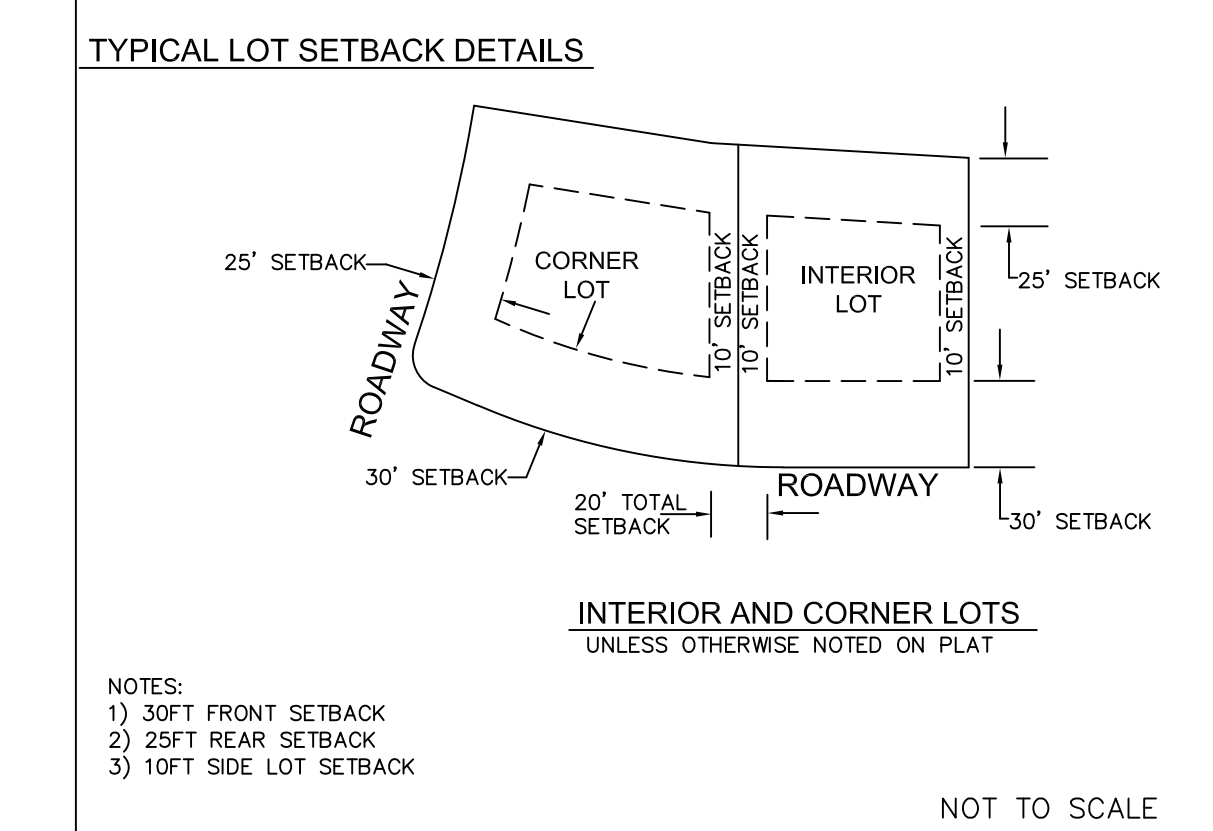 TYPICAL LOT SETBACK DETAILS
25' SETBACK
ROADWAY
CORNER
LOT
10' SETBACK
10' SETBACK
INTERIOR
LOT
10' SETBACK
25' SETBACK
30' SETBACK
20' TOTAL
SETBACK
ROADWAY
30' SETBACK
INTERIOR AND CORNER LOTS
UNLESS OTHERWISE NOTED ON PLAT
NOTES:
1) 30FT FRONT SETBACK
2) 25FT REAR SETBACK
3) 10FT SIDE LOT SETBACK
NOT TO SCALE